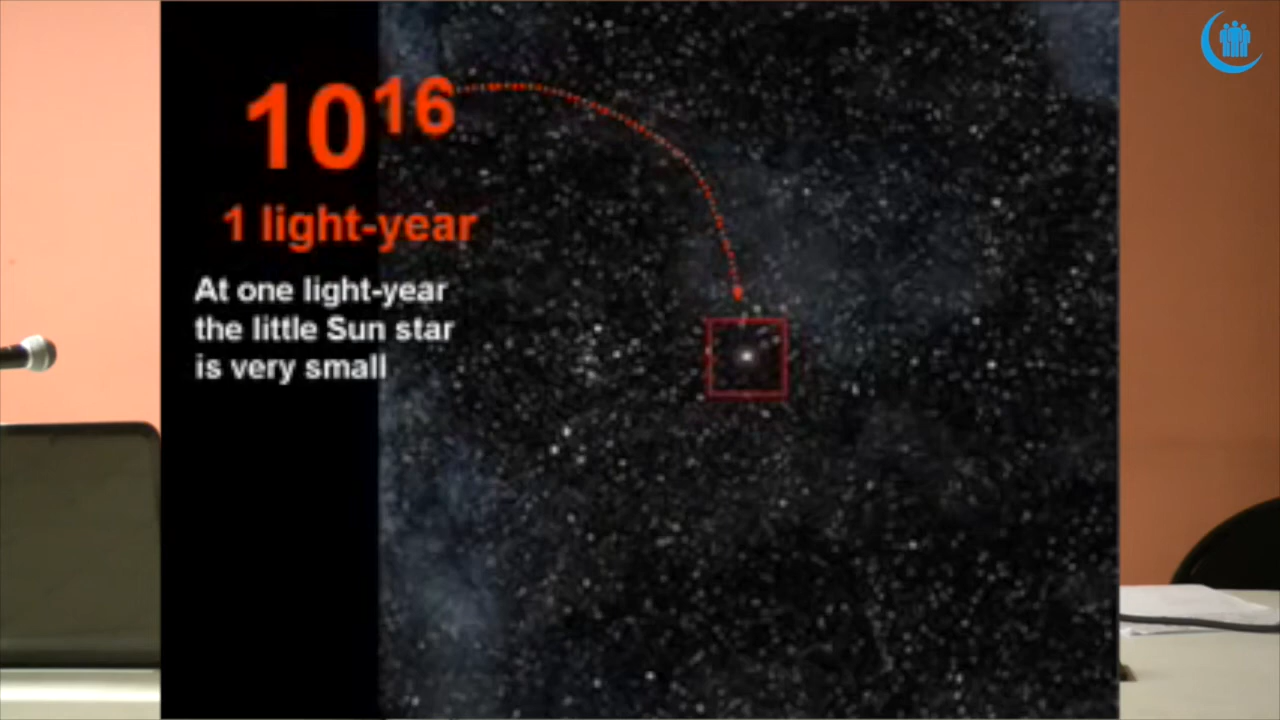 10¹⁶
1 light-year
At one light-year
the little Sun star
is very small